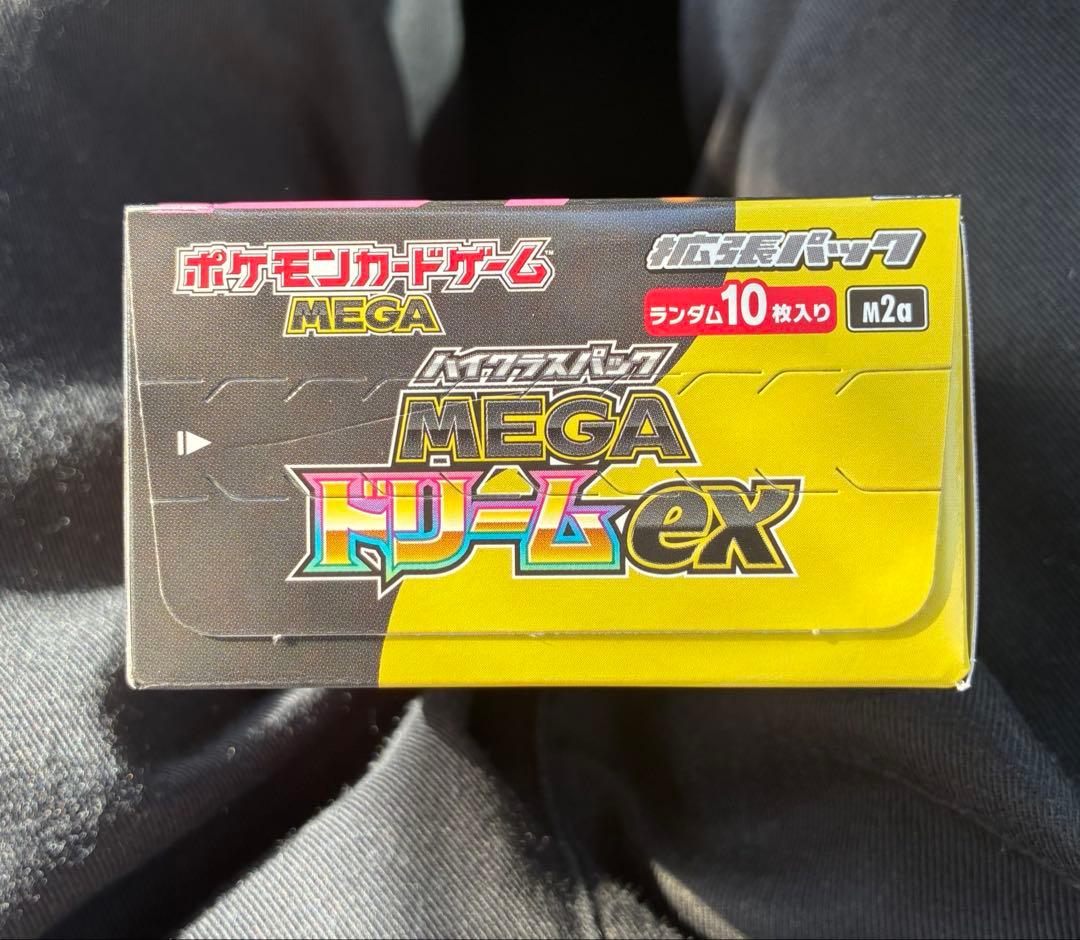 ポケモンカードゲーム™
MEGA
拡張パック
ランダム10枚入り
M2a
ハイクラスパック
MEGA
ドリームex